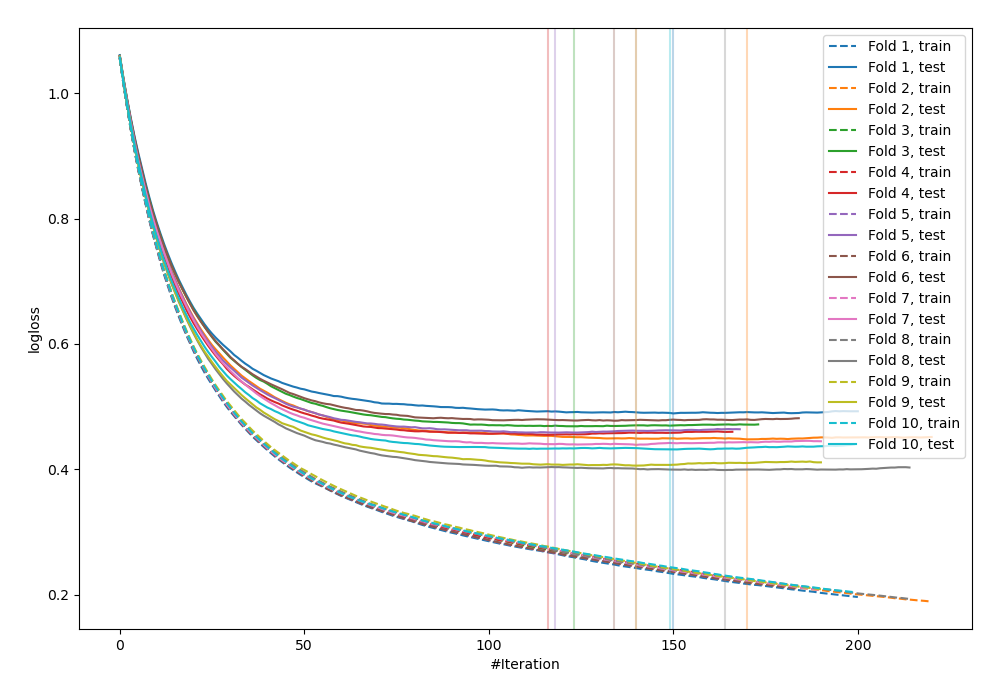 1.0
0.8
0.6
0.4
0.2
logloss
0
50
100
150
200
#Iteration
Fold 1, train
Fold 1, test
Fold 2, train
Fold 2, test
Fold 3, train
Fold 3, test
Fold 4, train
Fold 4, test
Fold 5, train
Fold 5, test
Fold 6, train
Fold 6, test
Fold 7, train
Fold 7, test
Fold 8, train
Fold 8, test
Fold 9, train
Fold 9, test
Fold 10, train
Fold 10, test